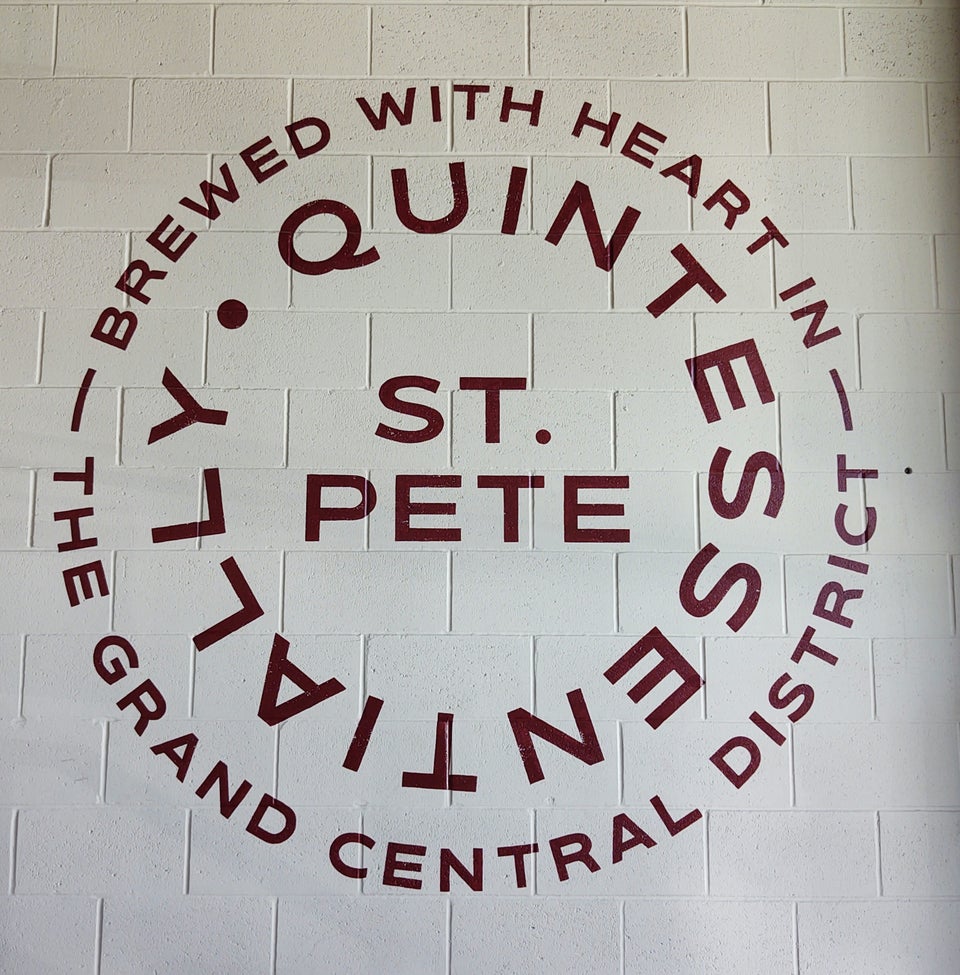 BREWED WITH HEART IN
— THE GRAND CENTRAL DISTRICT —
QUINTESSENTIALLY •
ST.
PETE